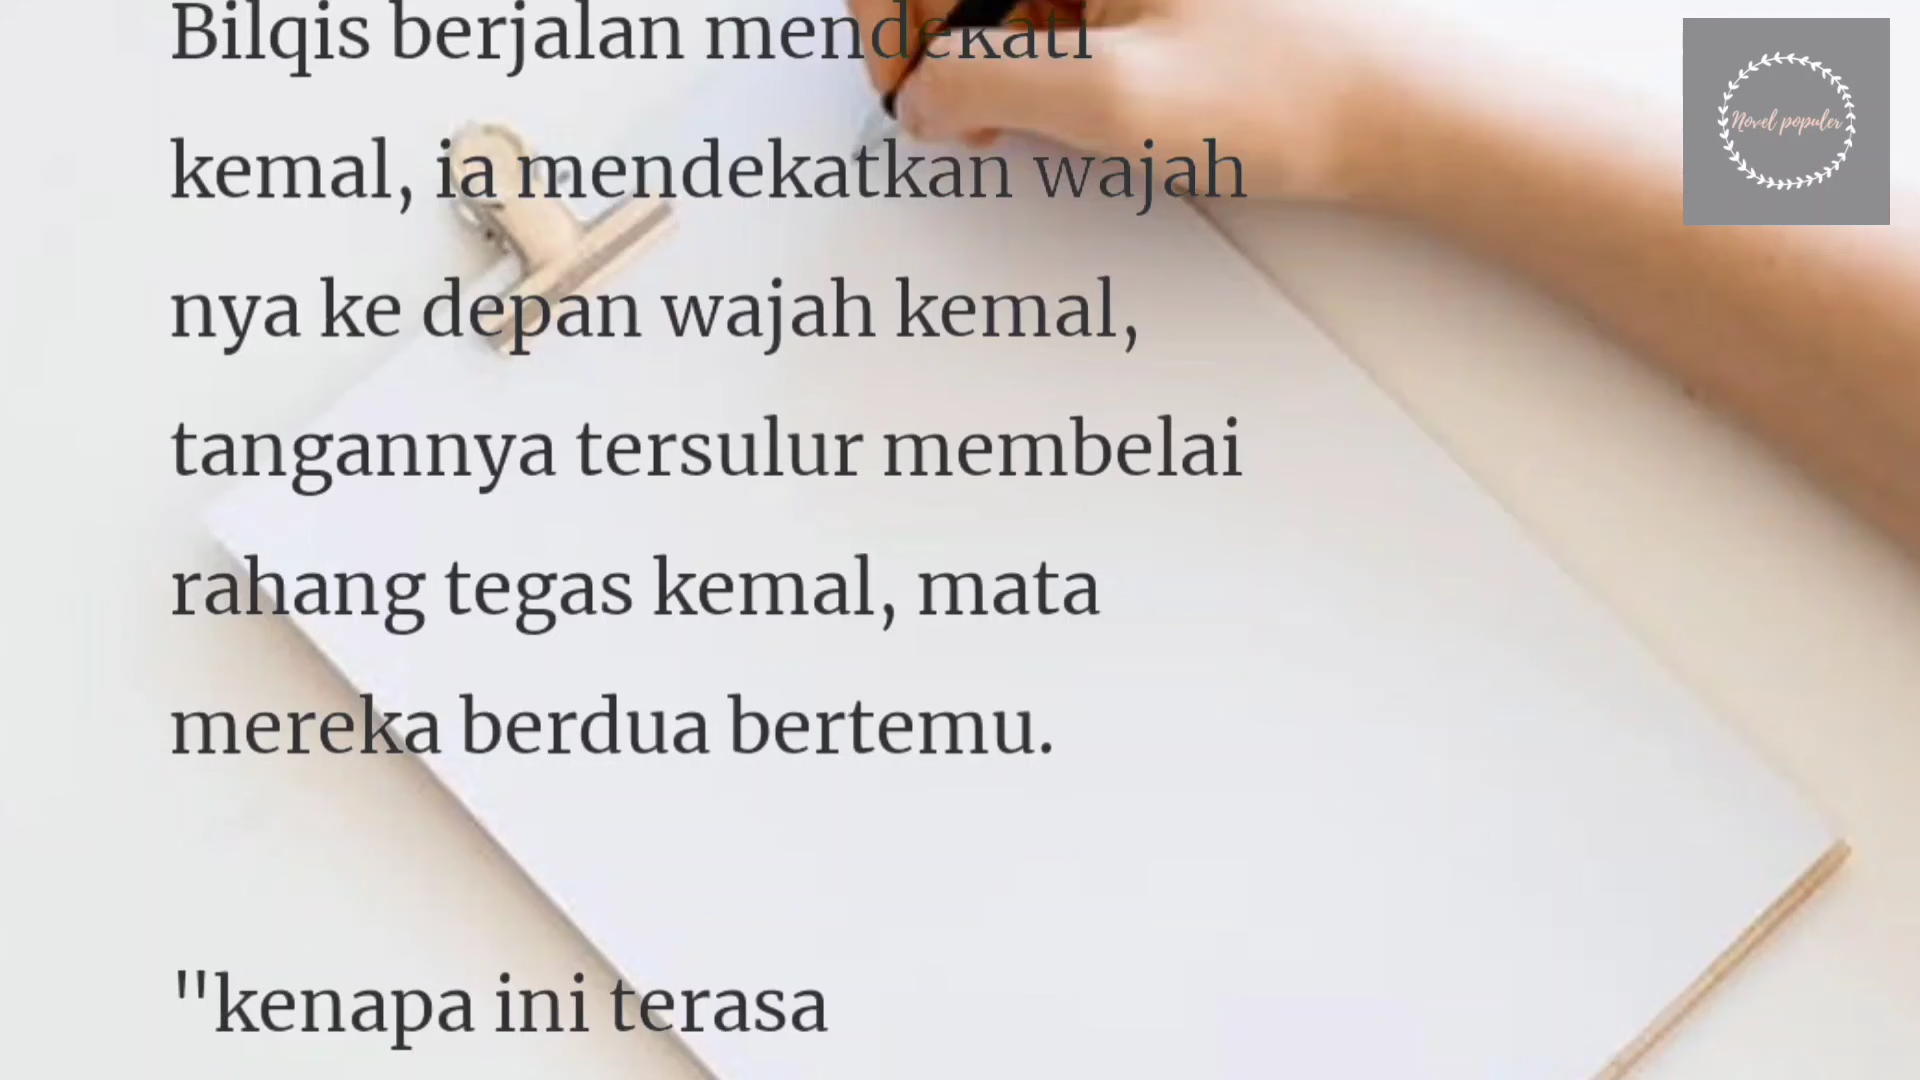 Bilqis berjalan mendekati
kemal, ia mendekatkan wajah
nya ke depan wajah kemal,
tangannya tersulur membelai
rahang tegas kemal, mata
mereka berdua bertemu.
"kenapa ini terasa
Novel populer